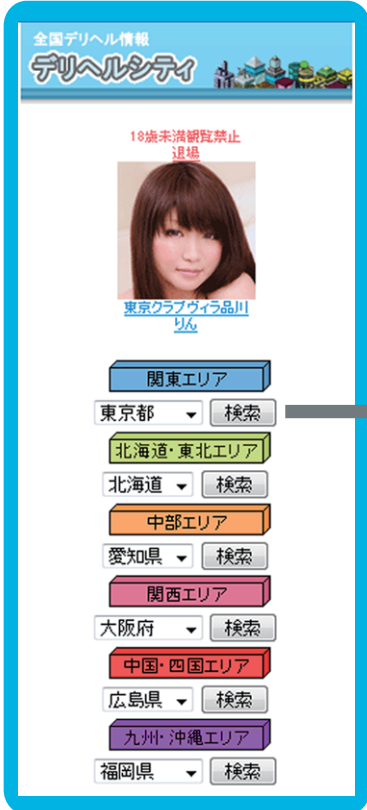 全国デリヘル情報
デリヘルシティ
18歳未満観覧禁止
退場
東京クラブヴィラ品川
りん
関東エリア
東京都 検索
北海道・東北エリア
北海道 検索
中部エリア
愛知県 検索
関西エリア
大阪府 検索
中国・四国エリア
広島県 検索
九州・沖縄エリア
福岡県 検索